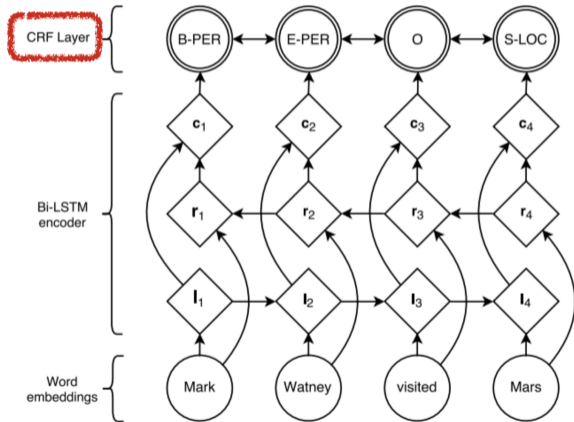 CRF Layer
B-PER E-PER O S-LOC
c1 c2 c3 c4
Bi-LSTM
encoder
r1 r2 r3 r4
l1 l2 l3 l4
Word
embeddings
Mark Watney visited Mars